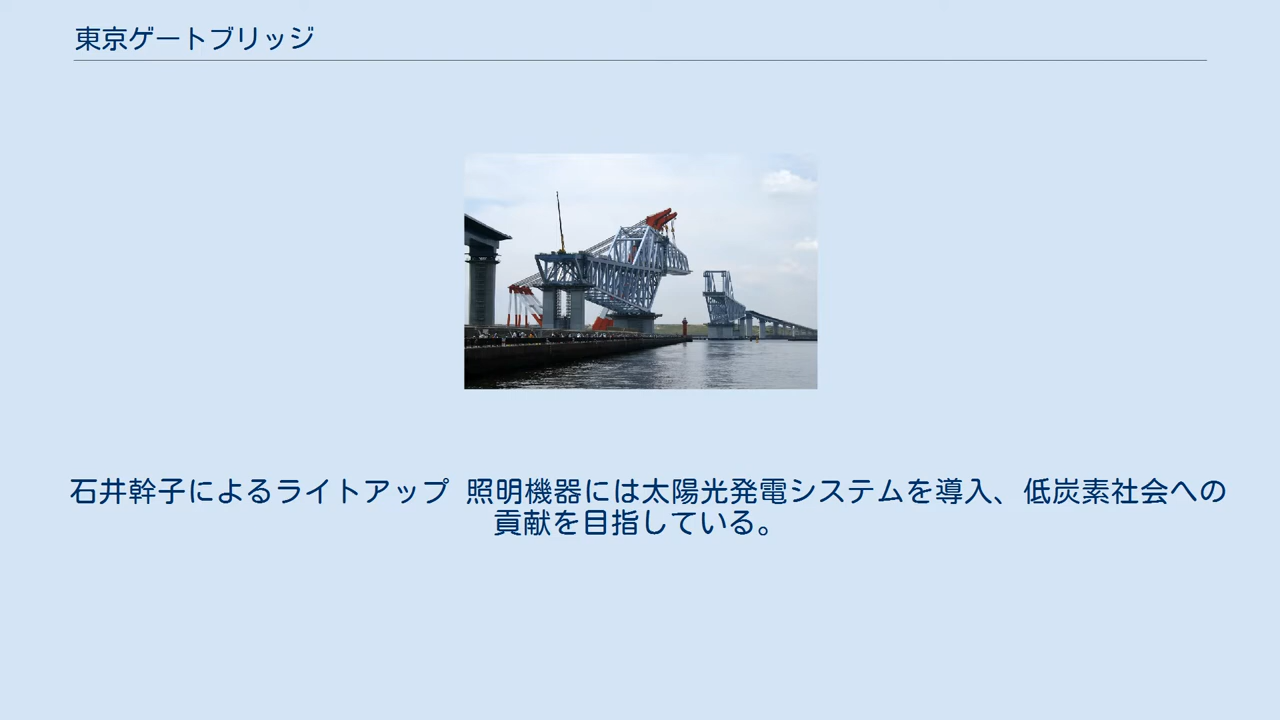 東京ゲートブリッジ
石井幹子によるライトアップ 照明機器には太陽光発電システムを導入、低炭素社会への
貢献を目指している。